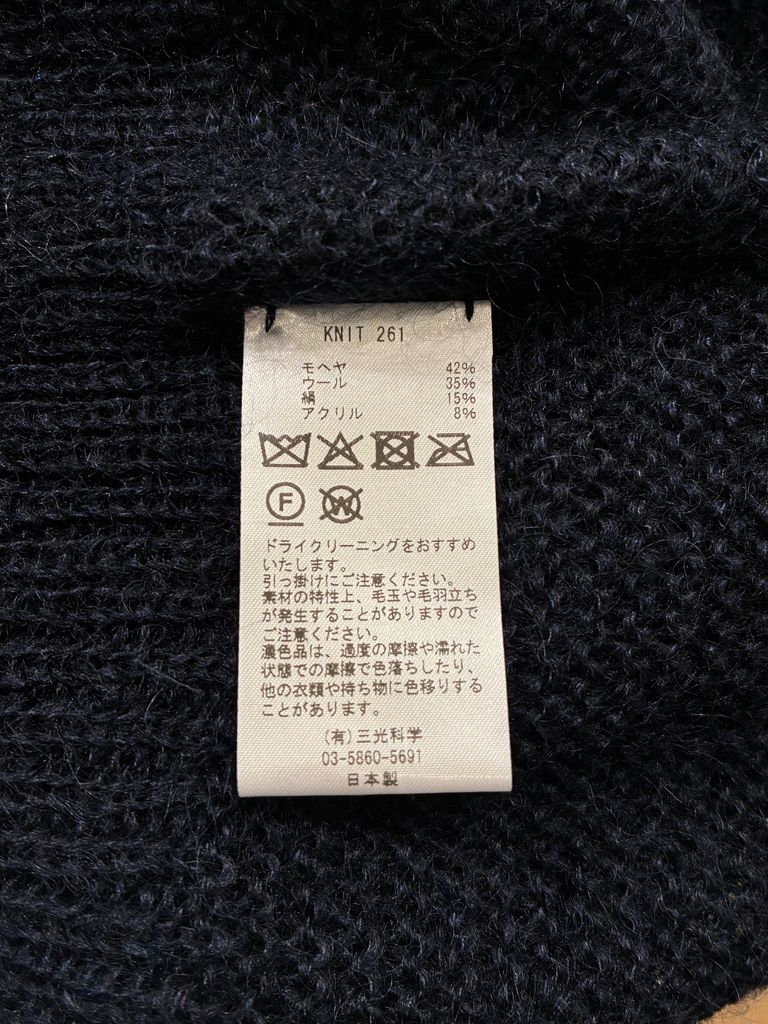 KNIT 261
モヘヤ 42%
ウール 35%
絹 15%
アクリル 8%
F W
ドライクリーニングをおすすめ
いたします。
引っ掛けにご注意ください。
素材の特性上、毛玉や毛羽立ち
が発生することがありますので
ご注意ください。
濃色品は、過度の摩擦や濡れた
状態での摩擦で色落ちしたり、
他の衣類や持ち物に色移りする
ことがあります。
(有)三光科学
03-5860-5691
日本製